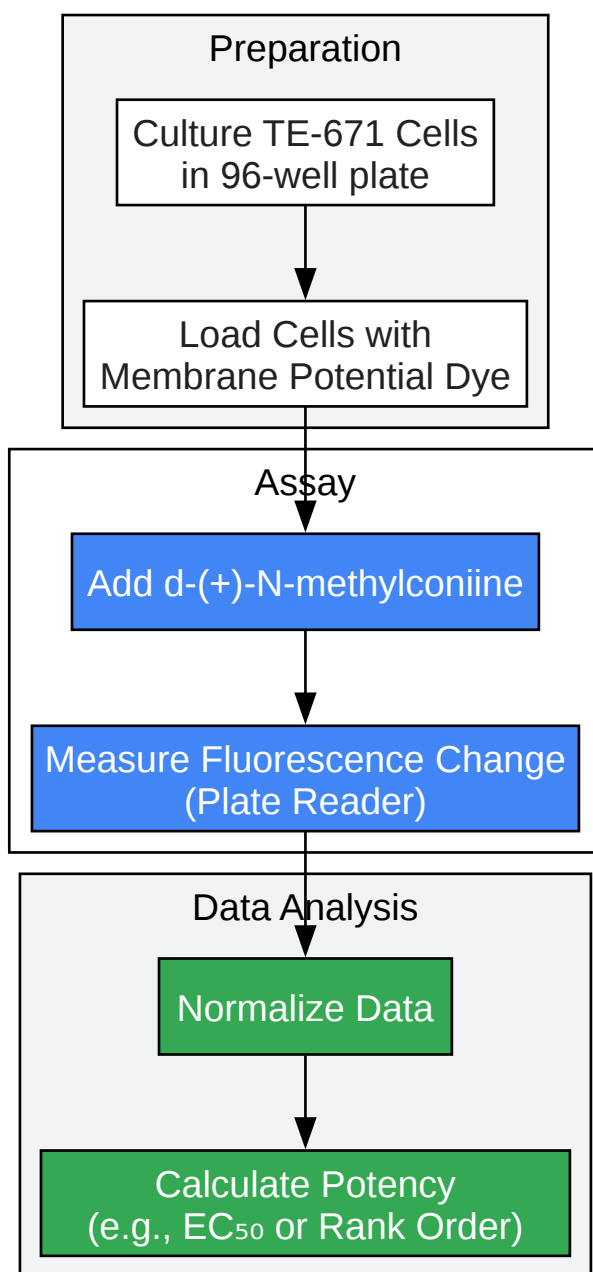 Preparation
Culture TE-671 Cells
in 96-well plate
Load Cells with
Membrane Potential Dye
Assay
Add d-(+)-N-methylconiine
Measure Fluorescence Change
(Plate Reader)
Data Analysis
Normalize Data
Calculate Potency
(e.g., EC₅₀ or Rank Order)